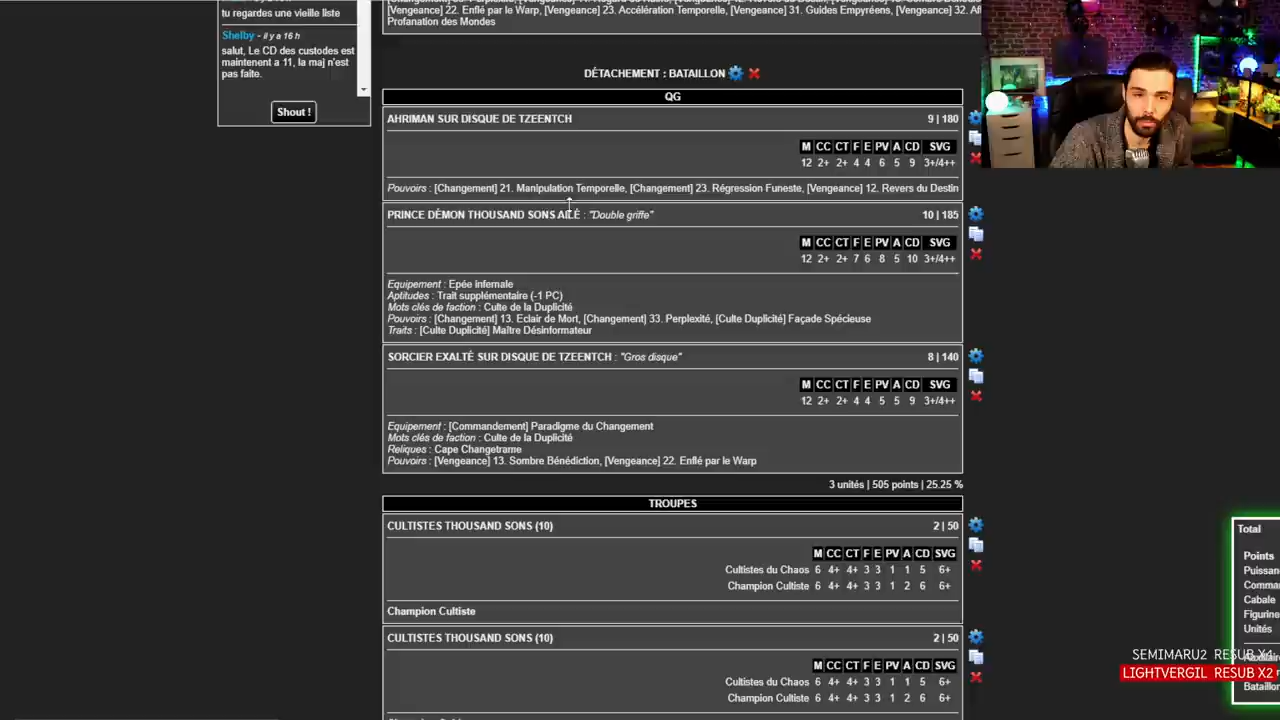 tu regardes une vieille liste
Shelby - il y a 16 h
salut, Le CD des custodes est
maintenent a 11, la maj n'est
pas faite.
Shout !
Vengeance] 22. Enflé par le Warp, [Vengeance] 23. Accélération Temporelle, [Vengeance] 31. Guides Empyréens, [Vengeance] 32.
Profanation des Mondes
DÉTACHEMENT : BATAILLON
QG
AHRIMAN SUR DISQUE DE TZEENTCH 9 | 180
M CC CT F E PV A CD SVG
12 2+ 2+ 4 4 6 5 9 3+/4++
Pouvoirs : [Changement] 21. Manipulation Temporelle, [Changement] 23. Régression Funeste, [Vengeance] 12. Revers du Destin
PRINCE DÉMON THOUSAND SONS AILÉ : "Double griffe" 10 | 185
M CC CT F E PV A CD SVG
12 2+ 2+ 7 6 8 5 10 3+/4++
Equipement : Epée infernale
Aptitudes : Trait supplémentaire (-1 PC)
Mots clés de faction : Culte de la Duplicité
Pouvoirs : [Changement] 13. Eclair de Mort, [Changement] 33. Perplexité, [Culte Duplicité] Façade Spécieuse
Traits : [Culte Duplicité] Maître Désinformateur
SORCIER EXALTÉ SUR DISQUE DE TZEENTCH : "Gros disque" 8 | 140
M CC CT F E PV A CD SVG
12 2+ 2+ 4 4 5 5 9 3+/4++
Equipement : [Commandement] Paradigme du Changement
Mots clés de faction : Culte de la Duplicité
Reliques : Cape Changetrame
Pouvoirs : [Vengeance] 13. Sombre Bénédiction, [Vengeance] 22. Enflé par le Warp
3 unités | 505 points | 25.25 %
TROUPES
CULTISTES THOUSAND SONS (10) 2 | 50
M CC CT F E PV A CD SVG
Cultistes du Chaos 6 4+ 4+ 3 3 1 1 5 6+
Champion Cultiste 6 4+ 4+ 3 3 1 2 6 6+
Champion Cultiste
CULTISTES THOUSAND SONS (10) 2 | 50
M CC CT F E PV A CD SVG
Cultistes du Chaos 6 4+ 4+ 3 3 1 1 5 6+
Champion Cultiste 6 4+ 4+ 3 3 1 2 6 6+
Total
Points
Puissan
Comma
Cabale
Figurine
Unités
SEMIMARU2 RESUB X4
LIGHTVERGIL RESUB X2
Bataillo